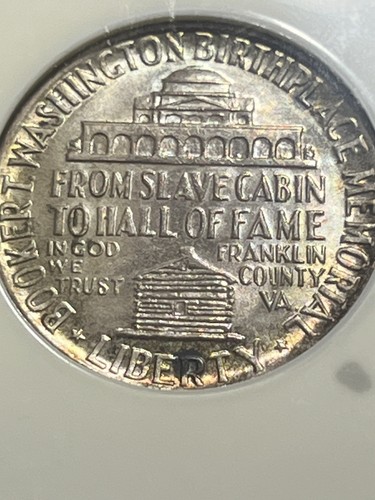 BOOKER T. WASHINGTON BIRTHPLACE MEMORIAL
FROM SLAVE CABIN
TO HALL OF FAME
IN GOD
WE
TRUST
FRANKLIN
COUNTY
VA.
LIBERTY